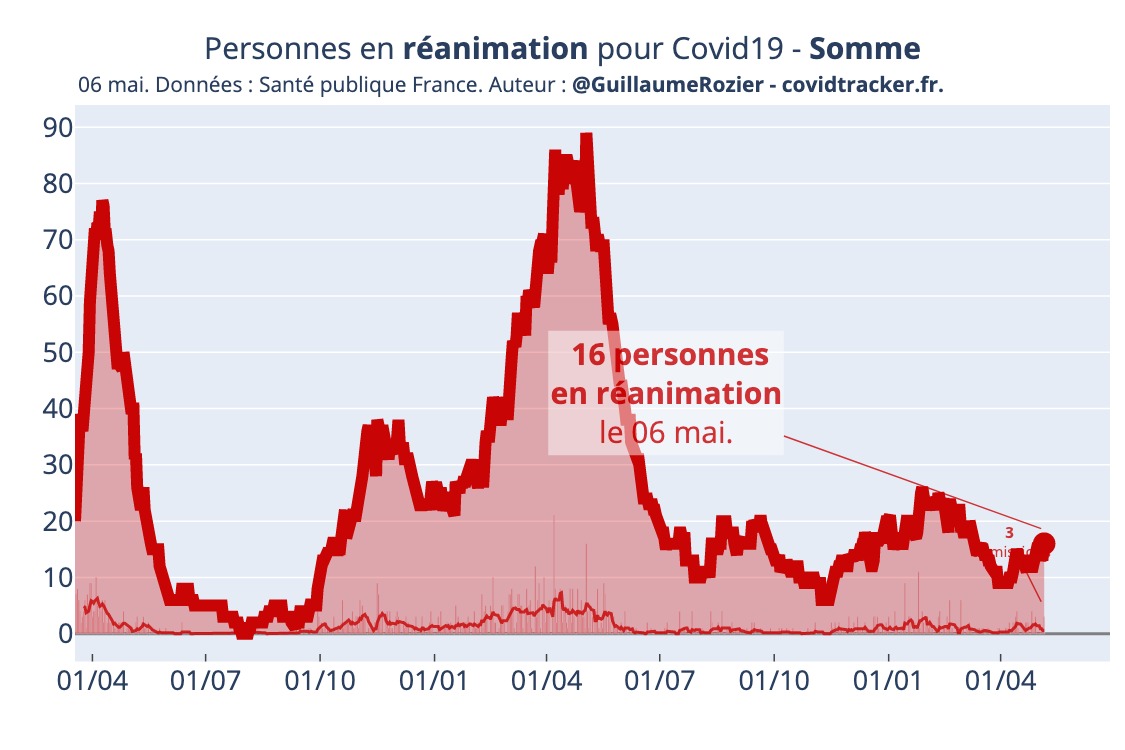 Personnes en réanimation pour Covid19 - Somme
06 mai. Données : Santé publique France. Auteur : @GuillaumeRozier - covidtracker.fr.
90
80
70
60
50
40
30
20
10
0
16 personnes
en réanimation
le 06 mai.
3
01/04 01/07 01/10 01/01 01/04 01/07 01/10 01/01 01/04